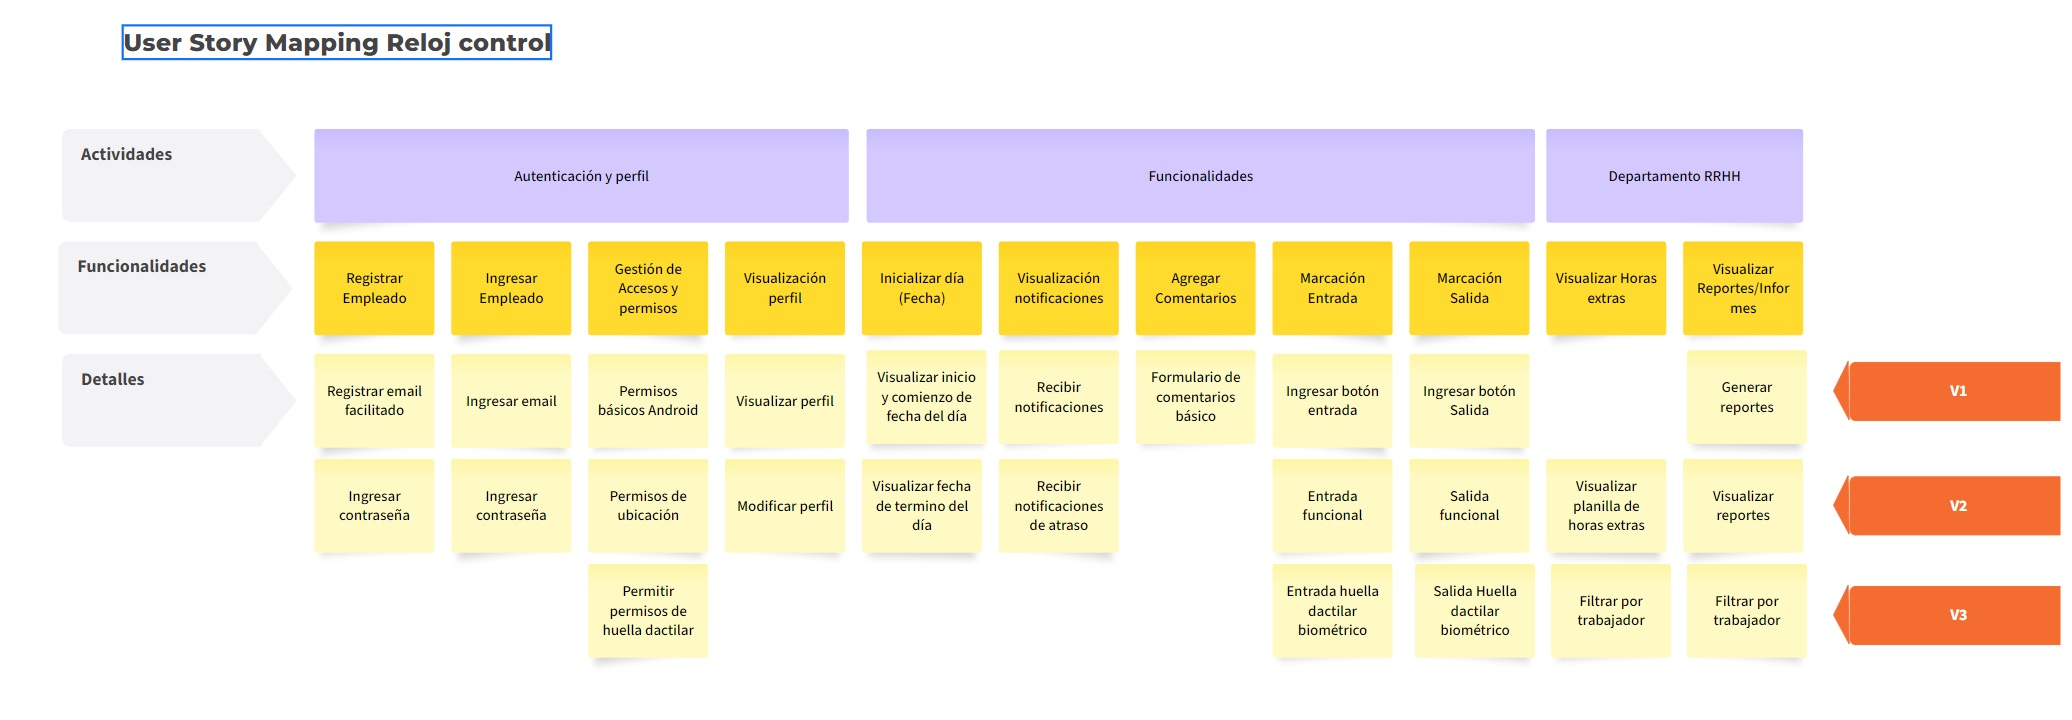 User Story Mapping Reloj control
Actividades
Autenticación y perfil
Funcionalidades
Departamento RRHH
Funcionalidades
Registrar
Empleado
Ingresar
Empleado
Gestión de
Accesos y
permisos
Visualización
perfil
Inicializar día
(Fecha)
Visualización
notificaciones
Agregar
Comentarios
Marcación
Entrada
Marcación
Salida
Visualizar Horas
extras
Visualizar
Reportes/Infor
mes
Detalles
Registrar email
facilitado
Ingresar email
Permisos
básicos Android
Visualizar perfil
Visualizar inicio
y comienzo de
fecha del día
Recibir
notificaciones
Formulario de
comentarios
básico
Ingresar botón
entrada
Ingresar botón
Salida
Generar
reportes
V1
Ingresar
contraseña
Ingresar
contraseña
Permisos de
ubicación
Modificar perfil
Visualizar fecha
de termino del
día
Recibir
notificaciones
de atraso
Entrada
funcional
Salida
funcional
Visualizar
planilla de
horas extras
Visualizar
reportes
V2
Permitir
permisos de
huella dactilar
Entrada huella
dactilar
biométrico
Salida Huella
dactilar
biométrico
Filtrar por
trabajador
Filtrar por
trabajador
V3